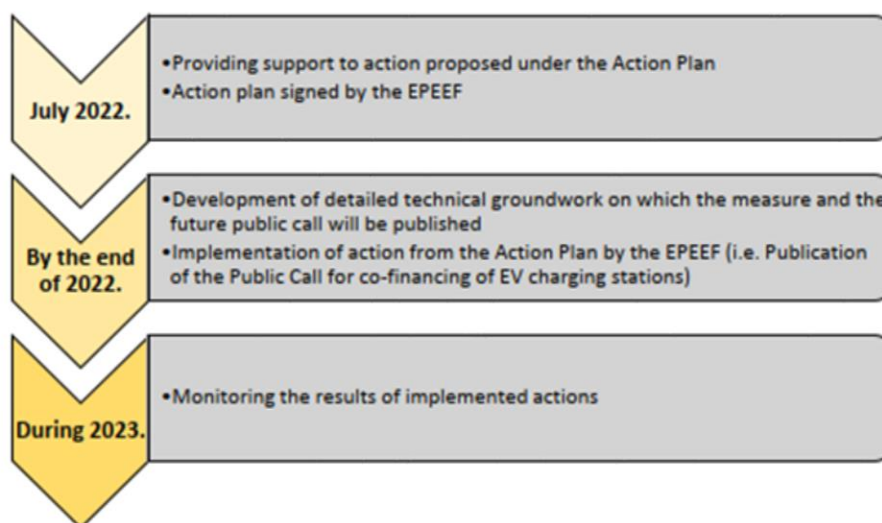 July 2022.
•Providing support to action proposed under the Action Plan
•Action plan signed by the EPEEF
By the end
of 2022.
•Development of detailed technical groundwork on which the measure and the
future public call will be published
•Implementation of action from the Action Plan by the EPEEF (i.e. Publication
of the Public Call for co-financing of EV charging stations)
During 2023.
•Monitoring the results of implemented actions